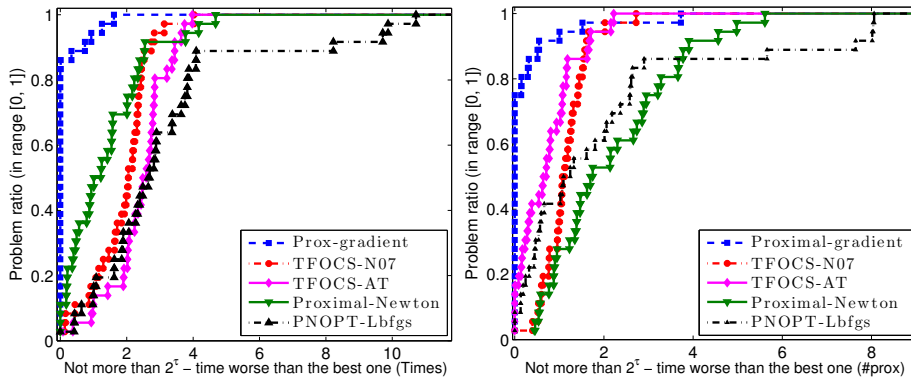 Problem ratio (in range [0, 1])
1
0.8
0.6
0.4
0.2
0
0 2 4 6 8 10
Not more than 2^τ − time worse than the best one (Times)
Prox-gradient
TFOCS-N07
TFOCS-AT
Proximal-Newton
PNOPT-Lbfgs
Problem ratio (in range [0, 1])
1
0.8
0.6
0.4
0.2
0
0 2 4 6 8
Not more than 2^τ − time worse than the best one (#prox)
Proximal-gradient
TFOCS-N07
TFOCS-AT
Proximal-Newton
PNOPT-Lbfgs